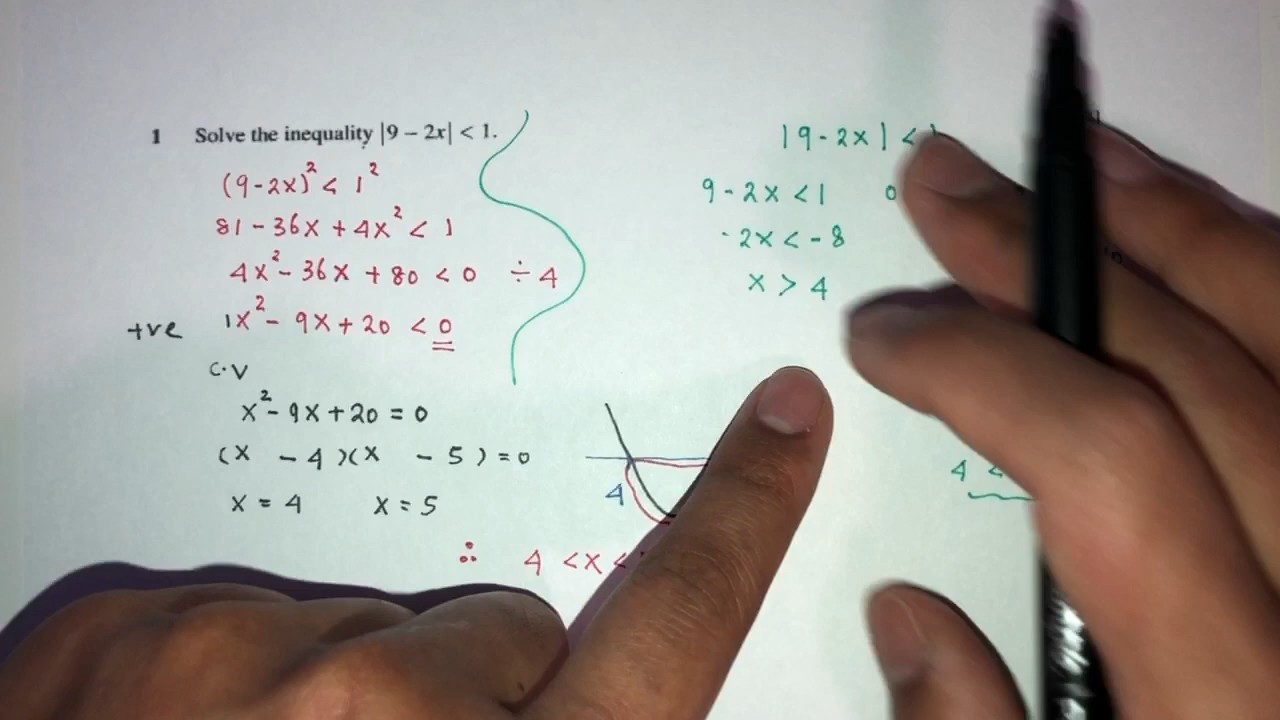 1 Solve the inequality |9 – 2x| < 1.
(9-2x)² < 1²
81 - 36x + 4x² < 1
4x² - 36x + 80 < 0 ÷ 4
+ve 1x² - 9x + 20 < 0
c.v
x² - 9x + 20 = 0
(x - 4)(x - 5) = 0
x = 4 x = 5
4
∴ 4 < x <
|9 - 2x| <
9 - 2x < 1
-2x < -8
x > 4
4 <